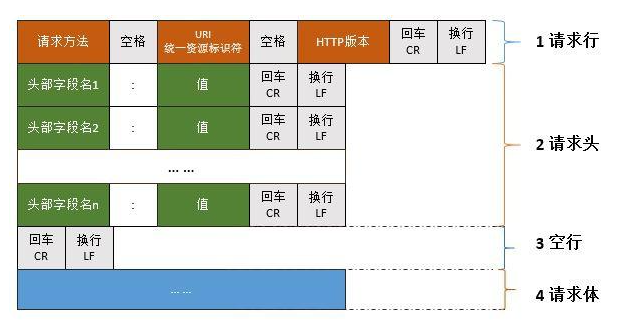 请求方法 空格 URI 统一资源标识符 空格 HTTP版本 回车 CR 换行 LF 1 请求行
头部字段名1 : 值 回车 CR 换行 LF
头部字段名2 : 值 回车 CR 换行 LF
2 请求头
... ...
头部字段名n : 值 回车 CR 换行 LF
回车 CR 换行 LF 3 空行
... ... 4 请求体